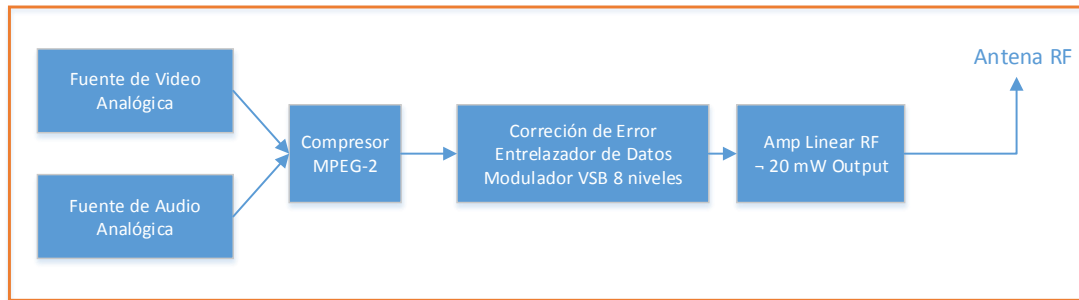 Fuente de Video
Analógica
Fuente de Audio
Analógica
Compresor
MPEG-2
Correción de Error
Entrelazador de Datos
Modulador VSB 8 niveles
Amp Linear RF
¬ 20 mW Output
Antena RF